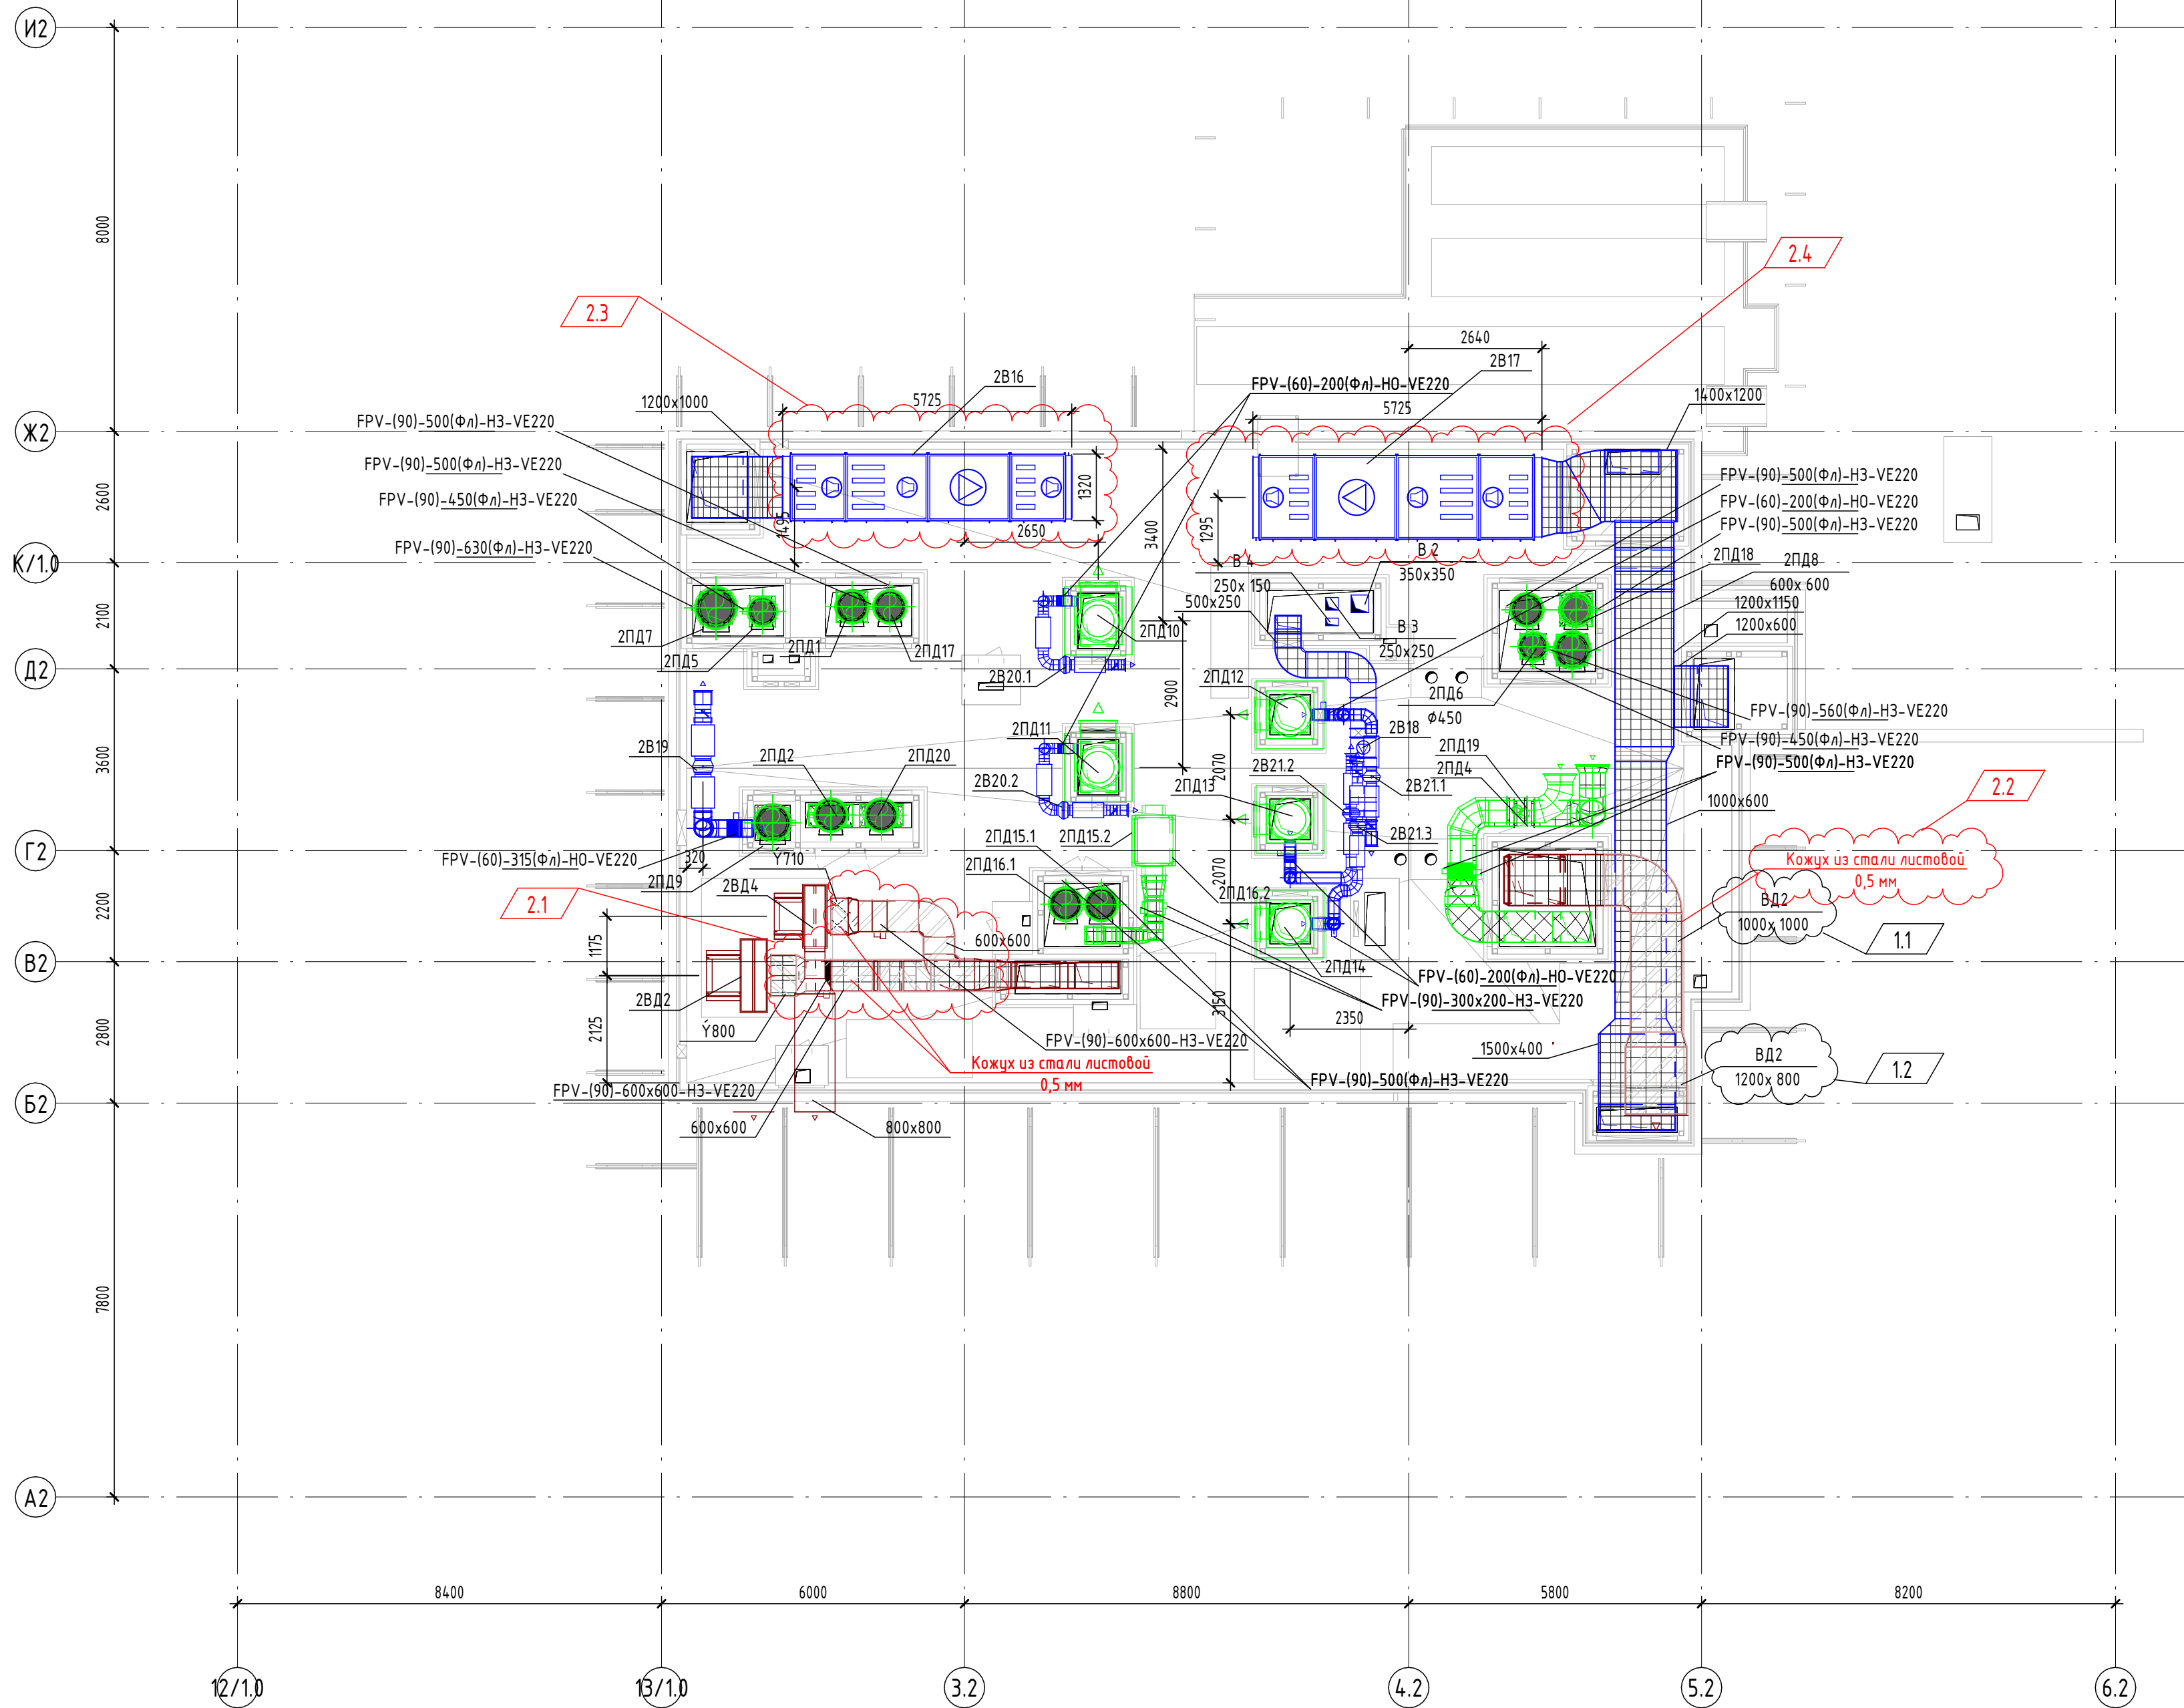 И2
8000
2.4
2.3
2640
2В17
2В16
FPV-(60)-200(Фл)-НО-VE220
1200х1000
5725
5725
1400х1200
FPV-(90)-500(Фл)-НЗ-VE220
Ж2
FPV-(90)-500(Фл)-НЗ-VE220
FPV-(90)-500(Фл)-НЗ-VE220
2600
1320
FPV-(90)-450(Фл)-НЗ-VE220
1295
FPV-(60)-200(Фл)-НО-VE220
1495
2650
3400
FPV-(90)-500(Фл)-НЗ-VE220
FPV-(90)-630(Фл)-НЗ-VE220
В 2
2ПД18
К/1.0
В 4
350х350
2ПД8
250х 150
600х 600
500х250
1200х1150
2100
2ПД7
2ПД10
В 3
1200х600
2ПД1
2ПД17
250х250
2ПД5
Д2
2В20.1
2900
2ПД12
2ПД6
FPV-(90)-560(Фл)-НЗ-VE220
ф450
2ПД11
2В18
FPV-(90)-450(Фл)-НЗ-VE220
2В19
2ПД2
2ПД20
2ПД19
3600
2070
2В21.2
2ПД4
FPV-(90)-500(Фл)-НЗ-VE220
2В20.2
2ПД13
2В21.1
2.2
1000х600
2ПД15.1
2ПД15.2
2В21.3
Г2
FPV-(60)-315(Фл)-НО-VE220
320
Ý710
2ПД16.1
2070
Кожух из стали листовой
0,5 мм
2ПД9
2ВД4
2ПД16.2
2.1
2200
ВД2
1000х 1000
1175
600х600
1.1
В2
2ПД14
FPV-(60)-200(Фл)-НО-VE220
2ВД2
3150
FPV-(90)-300х200-НЗ-VE220
2350
2800
2125
Ý800
FPV-(90)-600х600-НЗ-VE220
1500х400
ВД2
Кожух из стали листовой
0,5 мм
1.2
1200х 800
FPV-(90)-600х600-НЗ-VE220
FPV-(90)-500(Фл)-НЗ-VE220
Б2
600х600
800х800
7800
А2
8400
6000
8800
5800
8200
12/1.0
13/1.0
3.2
4.2
5.2
6.2